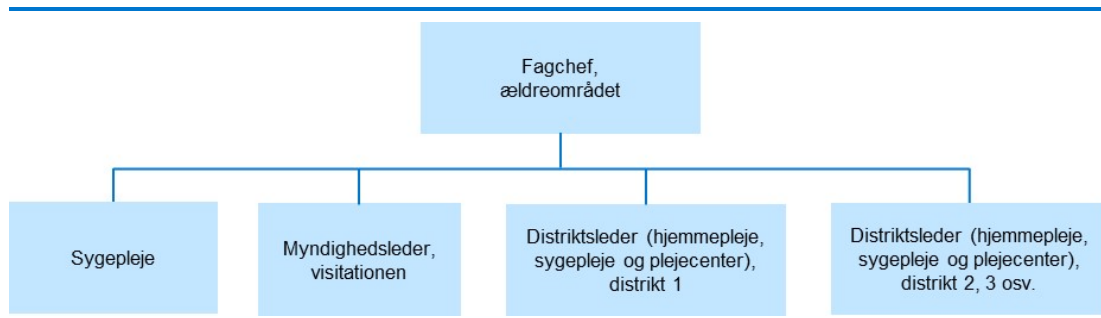 Fagchef,
ældreområdet
Sygepleje
Myndighedsleder,
visitationen
Distriktsleder (hjemmepleje,
sygepleje og plejecenter),
distrikt 1
Distriktsleder (hjemmepleje,
sygepleje og plejecenter),
distrikt 2, 3 osv.